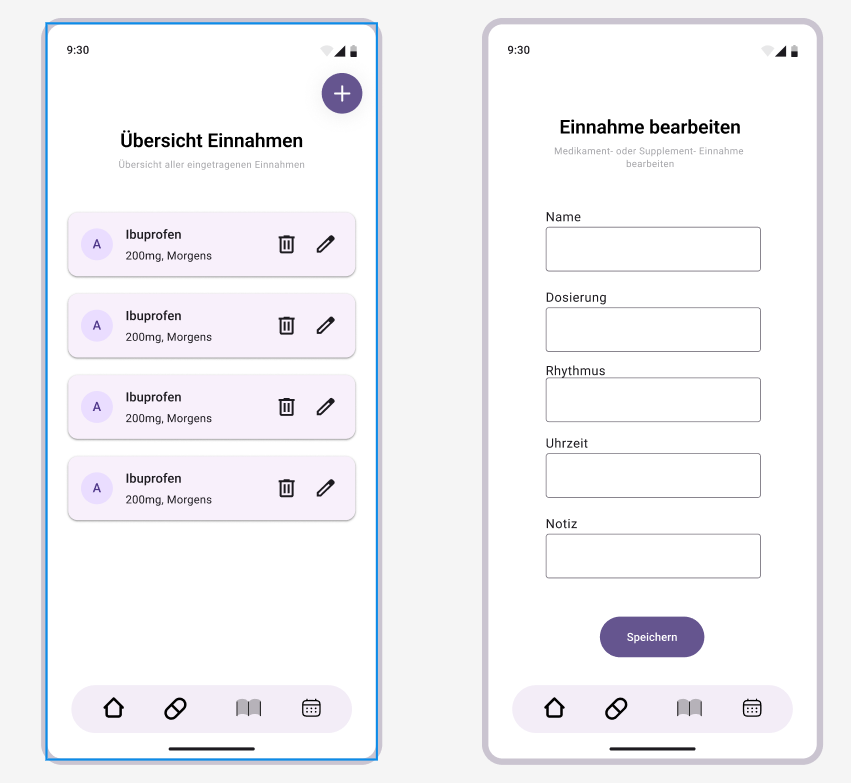 9:30
Übersicht Einnahmen
Übersicht aller eingetragenen Einnahmen
A
Ibuprofen
200mg, Morgens
A
Ibuprofen
200mg, Morgens
A
Ibuprofen
200mg, Morgens
A
Ibuprofen
200mg, Morgens
9:30
Einnahme bearbeiten
Medikament- oder Supplement- Einnahme
bearbeiten
Name
Dosierung
Rhythmus
Uhrzeit
Notiz
Speichern